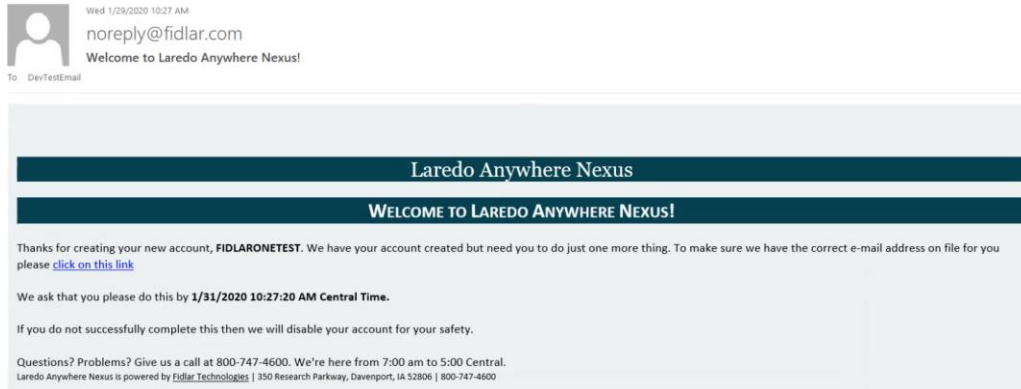 Wed 1/29/2020 10:27 AM
noreply@fidlar.com
Welcome to Laredo Anywhere Nexus!
To DevTestEmail
Laredo Anywhere Nexus
WELCOME TO LAREDO ANYWHERE NEXUS!
Thanks for creating your new account, FIDLARONETEST. We have your account created but need you to do just one more thing. To make sure we have the correct e-mail address on file for you
please click on this link
We ask that you please do this by 1/31/2020 10:27:20 AM Central Time.
If you do not successfully complete this then we will disable your account for your safety.
Questions? Problems? Give us a call at 800-747-4600. We're here from 7:00 am to 5:00 Central.
Laredo Anywhere Nexus is powered by Fidlar Technologies | 350 Research Parkway, Davenport, IA 52806 | 800-747-4600